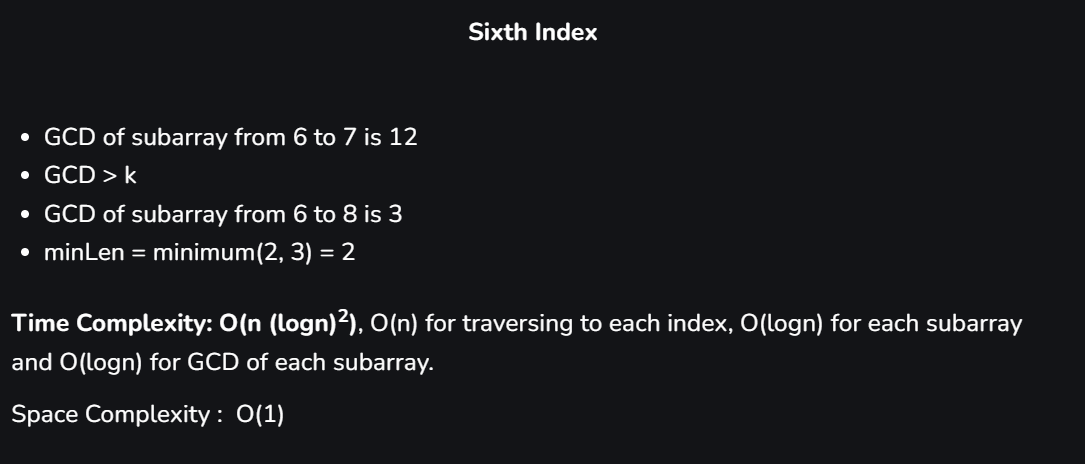 Sixth Index
• GCD of subarray from 6 to 7 is 12
• GCD > k
• GCD of subarray from 6 to 8 is 3
• minLen = minimum(2, 3) = 2
Time Complexity: O(n (logn)²), O(n) for traversing to each index, O(logn) for each subarray
and O(logn) for GCD of each subarray.
Space Complexity : O(1)